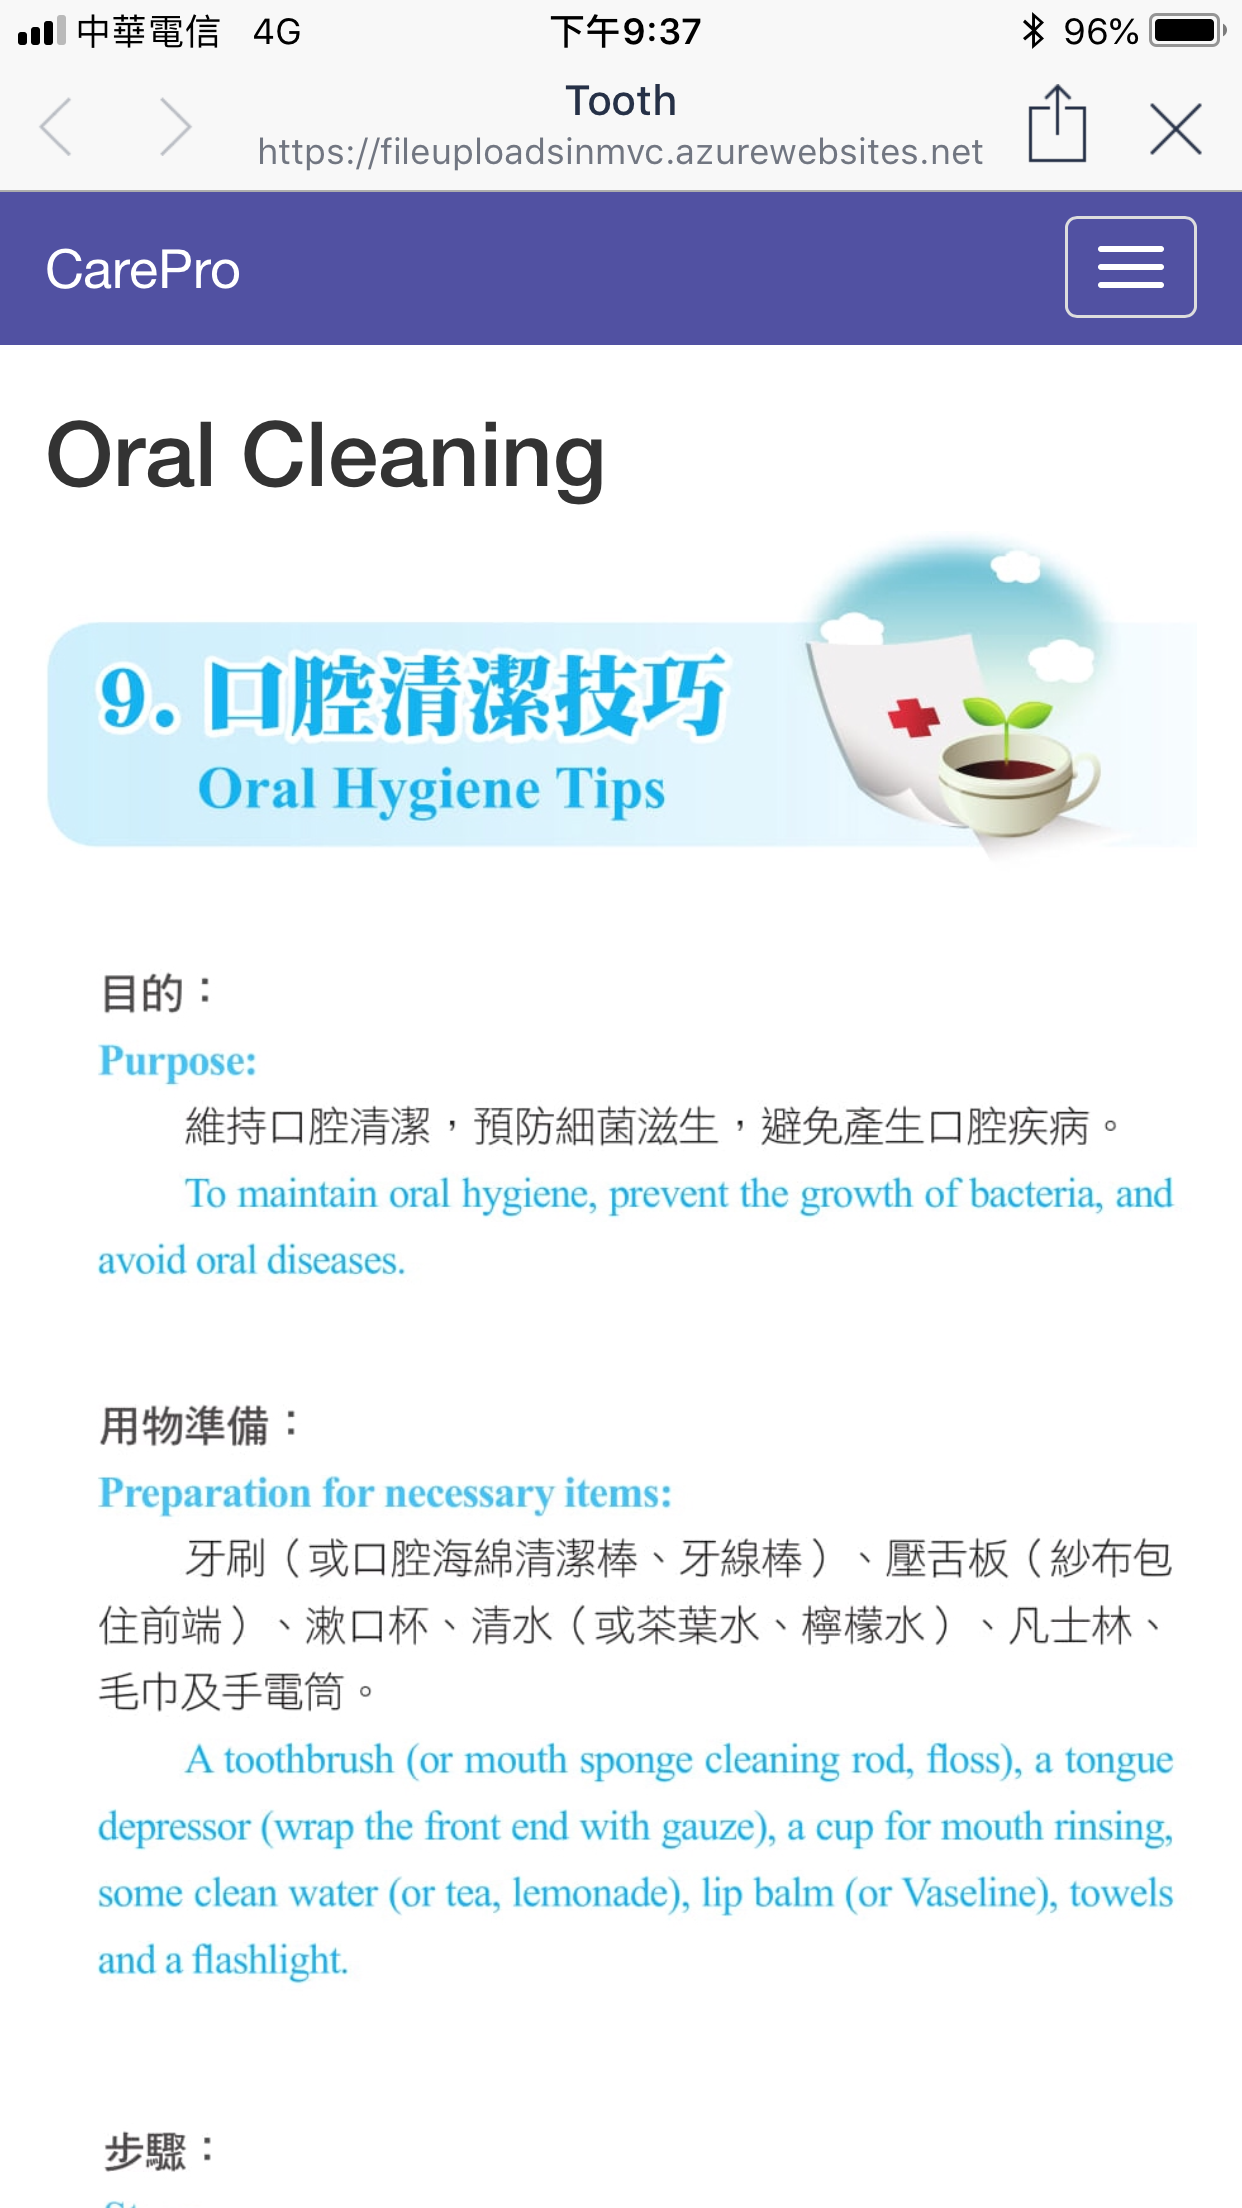 中華電信 4G 下午9:37 96%
Tooth
https://fileuploadsinmvc.azurewebsites.net
CarePro
Oral Cleaning
9. 口腔清潔技巧
Oral Hygiene Tips
目的：
Purpose:
維持口腔清潔，預防細菌滋生，避免產生口腔疾病。
To maintain oral hygiene, prevent the growth of bacteria, and
avoid oral diseases.
用物準備：
Preparation for necessary items:
牙刷（或口腔海綿清潔棒、牙線棒）、壓舌板（紗布包
住前端）、漱口杯、清水（或茶葉水、檸檬水）、凡士林、
毛巾及手電筒。
A toothbrush (or mouth sponge cleaning rod, floss), a tongue
depressor (wrap the front end with gauze), a cup for mouth rinsing,
some clean water (or tea, lemonade), lip balm (or Vaseline), towels
and a flashlight.
步驟：